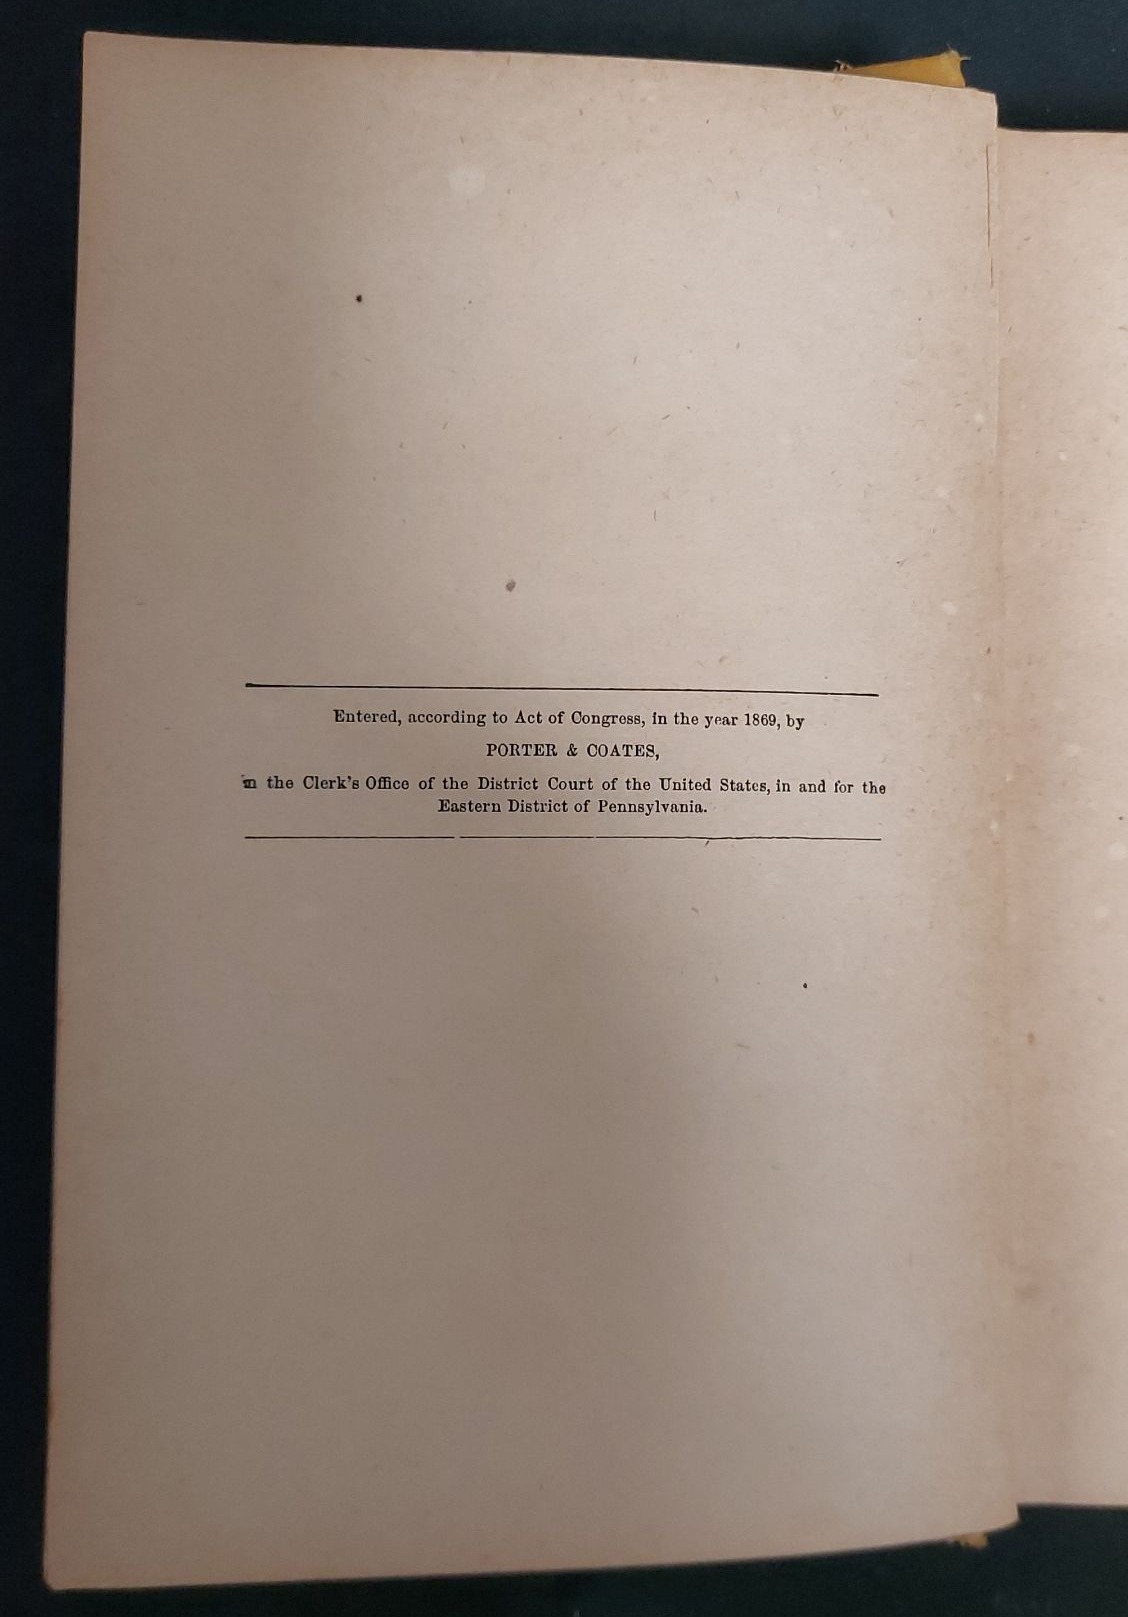 Entered, according to Act of Congress, in the year 1869, by
PORTER & COATES,
in the Clerk's Office of the District Court of the United States, in and for the
Eastern District of Pennsylvania.